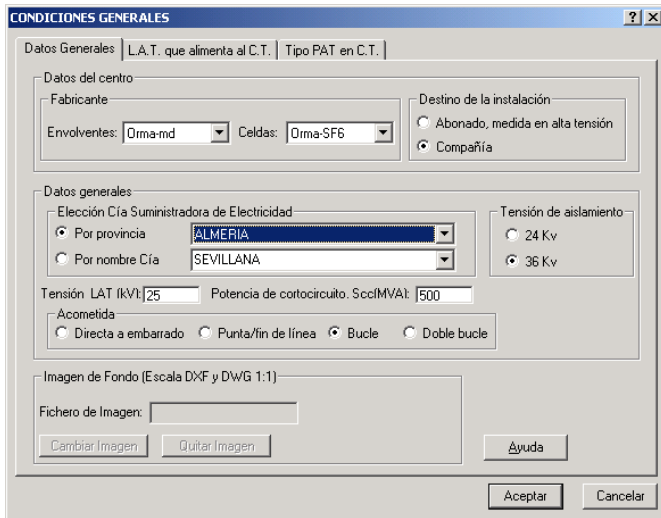 CONDICIONES GENERALES
Datos Generales L.A.T. que alimenta al C.T. Tipo PAT en C.T.
Datos del centro
Fabricante
Envolventes: Orma-md Celdas: Orma-SF6
Destino de la instalación
Abonado, medida en alta tensión
Compañía
Datos generales
Elección Cía Suministradora de Electricidad
Por provincia ALMERIA
Por nombre Cía SEVILLANA
Tensión de aislamiento
24 Kv
36 Kv
Tensión LAT (kV): 25 Potencia de cortocircuito. Scc(MVA): 500
Acometida
Directa a embarrado Punta/fin de línea Bucle Doble bucle
Imagen de Fondo (Escala DXF y DWG 1:1)
Fichero de Imagen:
Cambiar Imagen Quitar Imagen
Ayuda
Aceptar Cancelar